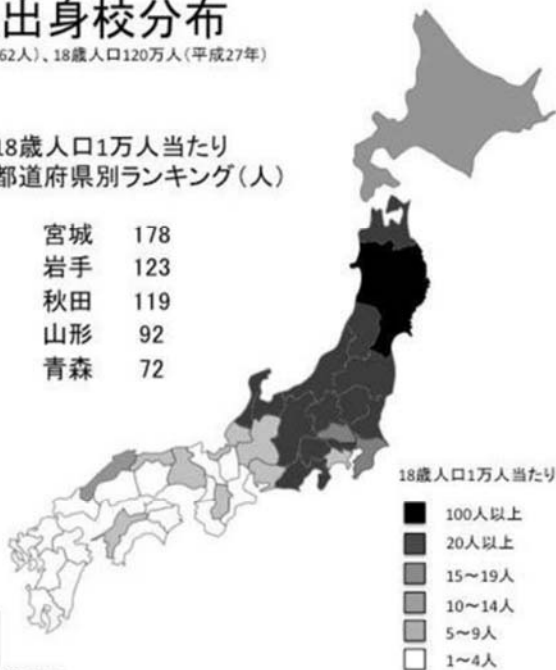 出身校分布
62人)、18歳人口120万人(平成27年)
18歳人口1万人当たり
都道府県別ランキング(人)
宮城 178
岩手 123
秋田 119
山形 92
青森 72
18歳人口1万人当たり
100人以上
20人以上
15～19人
10～14人
5～9人
1～4人